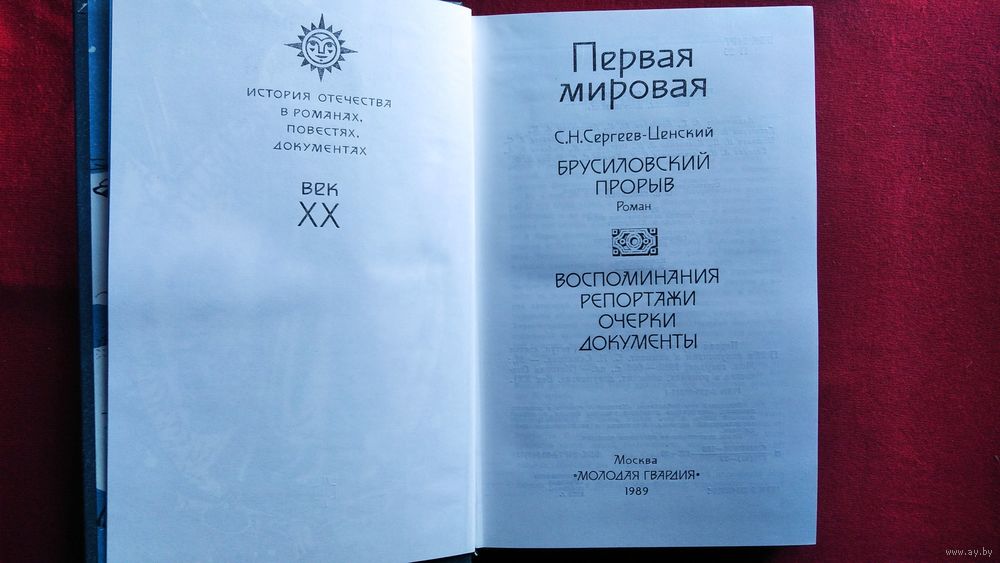 ИСТОРИЯ ОТЕЧЕСТВА
В РОМАНАХ,
ПОВЕСТЯХ,
ДОКУМЕНТАХ
ВЕК
XX
Первая
мировая
С.Н.Сергеев-Ценский
БРУСИЛОВСКИЙ
ПРОРЫВ
Роман
ВОСПОМИНАНИЯ
РЕПОРТАЖИ
ОЧЕРКИ
ДОКУМЕНТЫ
Москва
«МОЛОДАЯ ГВАРДИЯ»
1989
www.ay.by